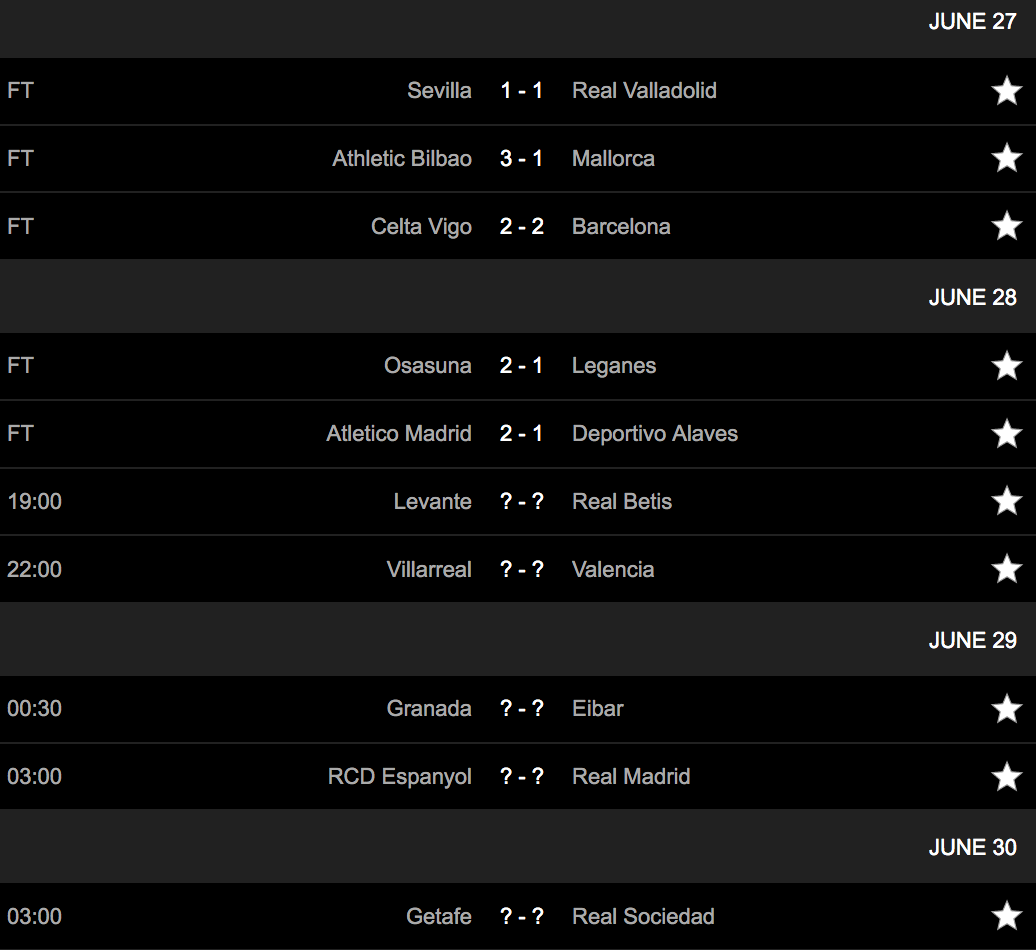 JUNE 27
FT Sevilla 1 - 1 Real Valladolid
FT Athletic Bilbao 3 - 1 Mallorca
FT Celta Vigo 2 - 2 Barcelona
JUNE 28
FT Osasuna 2 - 1 Leganes
FT Atletico Madrid 2 - 1 Deportivo Alaves
19:00 Levante ? - ? Real Betis
22:00 Villarreal ? - ? Valencia
JUNE 29
00:30 Granada ? - ? Eibar
03:00 RCD Espanyol ? - ? Real Madrid
JUNE 30
03:00 Getafe ? - ? Real Sociedad